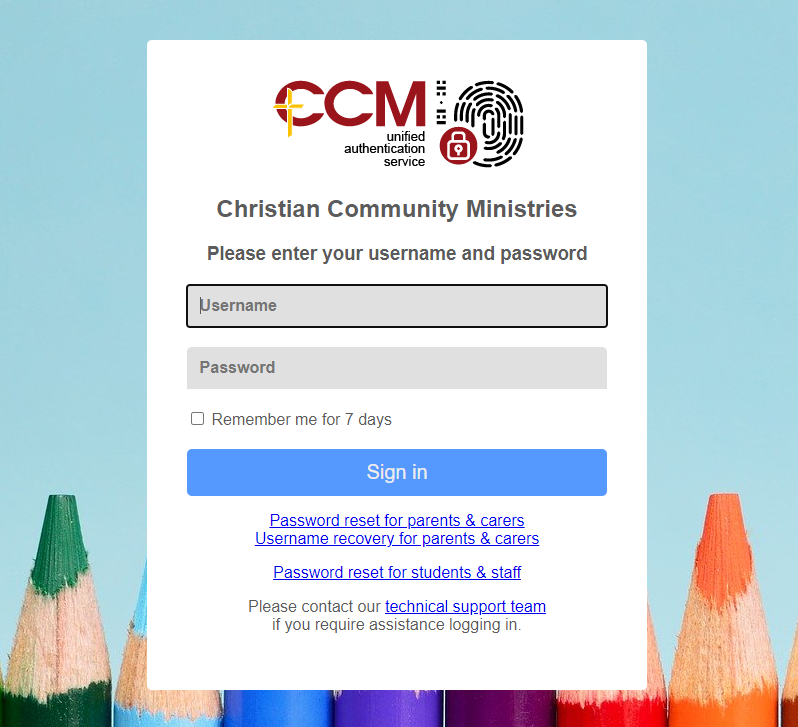 CCM
unified
authentication
service
Christian Community Ministries
Please enter your username and password
Username
Password
Remember me for 7 days
Sign in
Password reset for parents & carers
Username recovery for parents & carers
Password reset for students & staff
Please contact our technical support team
if you require assistance logging in.